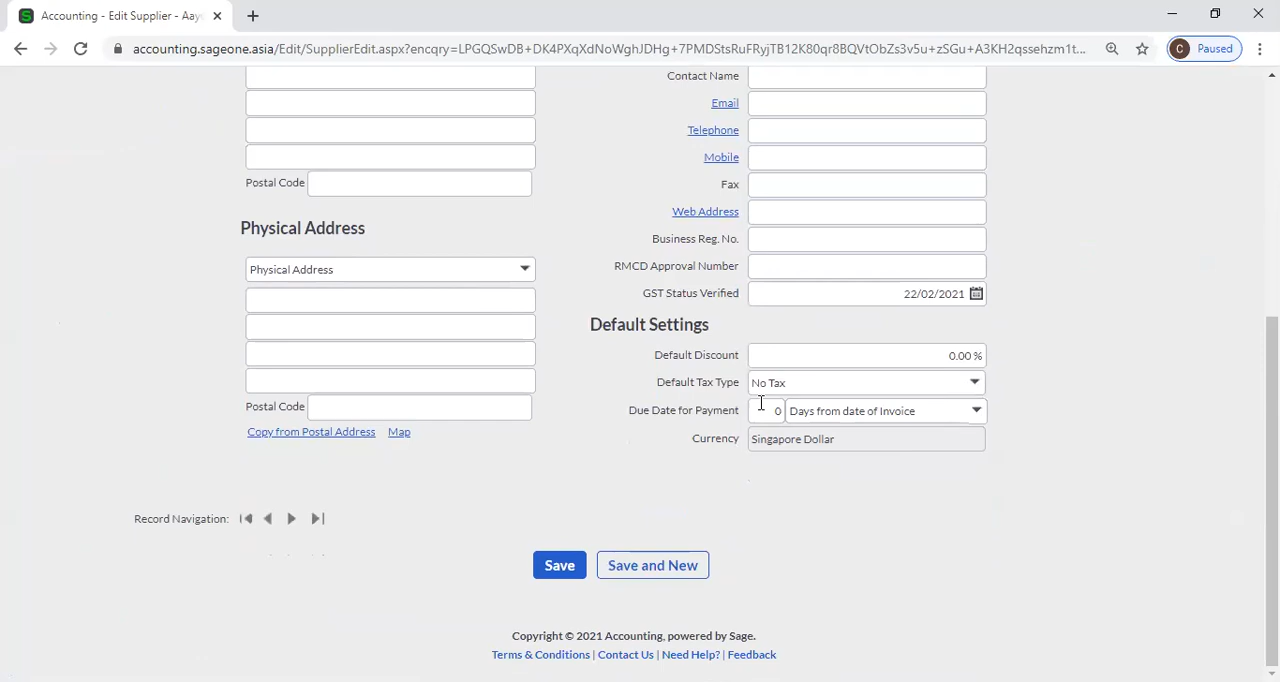 Accounting - Edit Supplier - Aay
accounting.sageone.asia/Edit/SupplierEdit.aspx?encqry=LPGQSwDB+DK4PXqXdNoWghJDHg+7PMDStsRuFRyjTB12K80qr8BQVtObZs3v5u+zSGu+A3KH2qssehzm1t...
C Paused
Contact Name
Email
Telephone
Mobile
Postal Code
Fax
Web Address
Physical Address
Business Reg. No.
Physical Address
RMCD Approval Number
GST Status Verified 22/02/2021
Default Settings
Default Discount 0.00 %
Default Tax Type No Tax
Postal Code
Due Date for Payment 0 Days from date of Invoice
Copy from Postal Address Map
Currency Singapore Dollar
Record Navigation:
Save Save and New
Copyright © 2021 Accounting, powered by Sage.
Terms & Conditions | Contact Us | Need Help? | Feedback